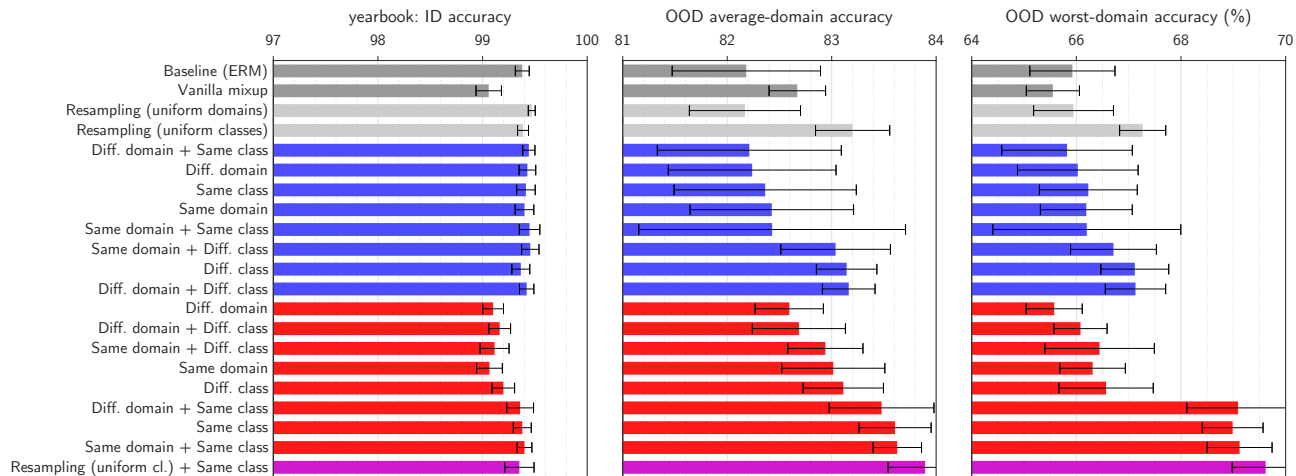 yearbook: ID accuracy
OOD average-domain accuracy
OOD worst-domain accuracy (%)
97 98 99 100
81 82 83 84
64 66 68 70
Baseline (ERM)
Vanilla mixup
Resampling (uniform domains)
Resampling (uniform classes)
Diff. domain + Same class
Diff. domain
Same class
Same domain
Same domain + Same class
Same domain + Diff. class
Diff. class
Diff. domain + Diff. class
Diff. domain
Diff. domain + Diff. class
Same domain + Diff. class
Same domain
Diff. class
Diff. domain + Same class
Same class
Same domain + Same class
Resampling (uniform cl.) + Same class